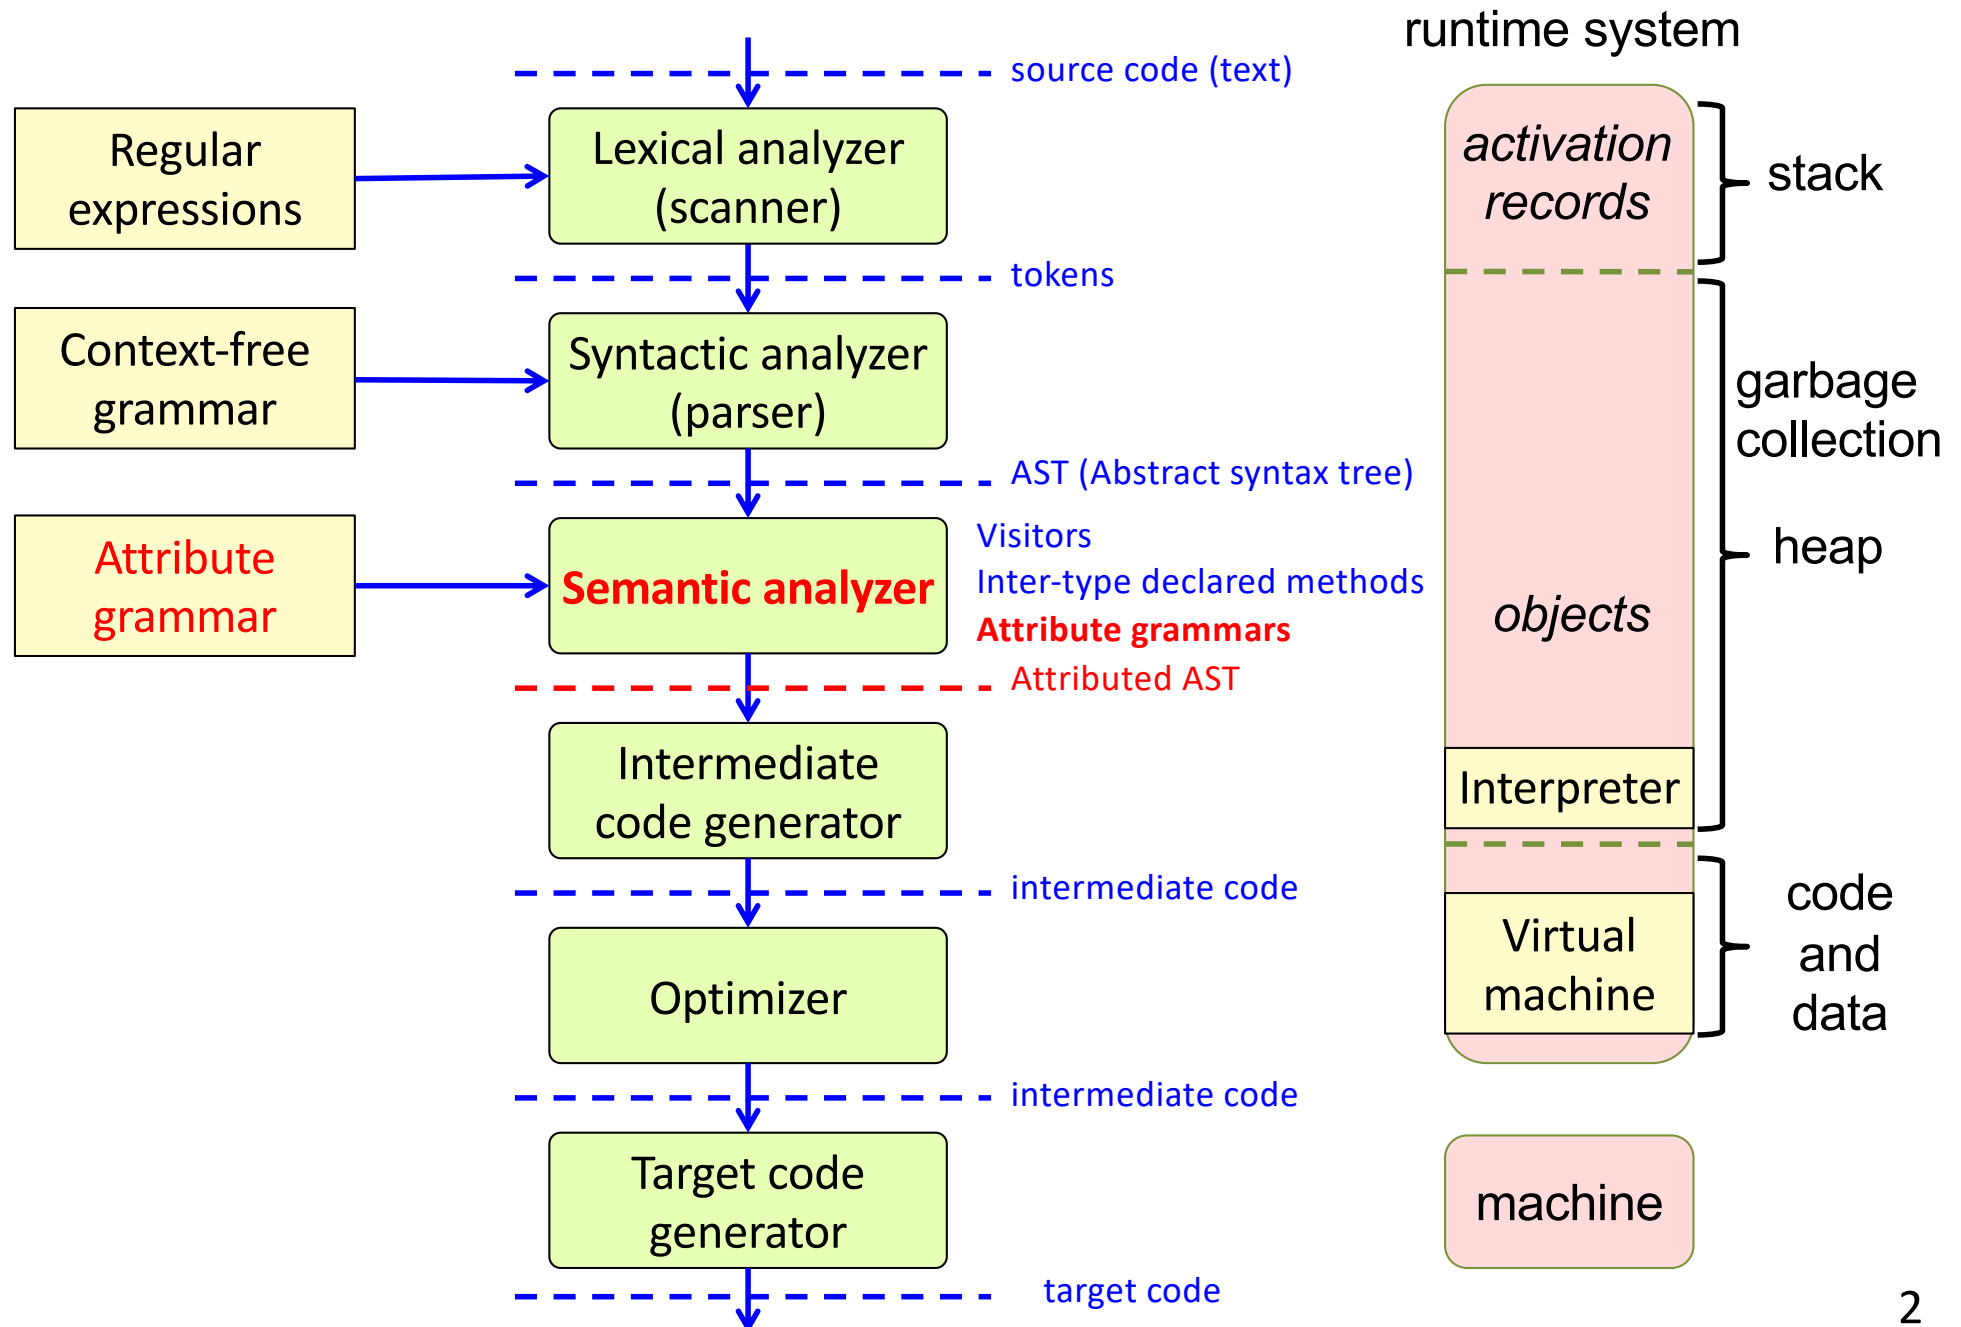 runtime system
source code (text)
Regular
expressions
Lexical analyzer
(scanner)
activation
records
stack
tokens
Context-free
grammar
Syntactic analyzer
(parser)
garbage
collection
AST (Abstract syntax tree)
Attribute
grammar
Semantic analyzer
Visitors
Inter-type declared methods
Attribute grammars
Attributed AST
heap
objects
Intermediate
code generator
Interpreter
intermediate code
Optimizer
Virtual
machine
code
and
data
intermediate code
Target code
generator
machine
target code
2